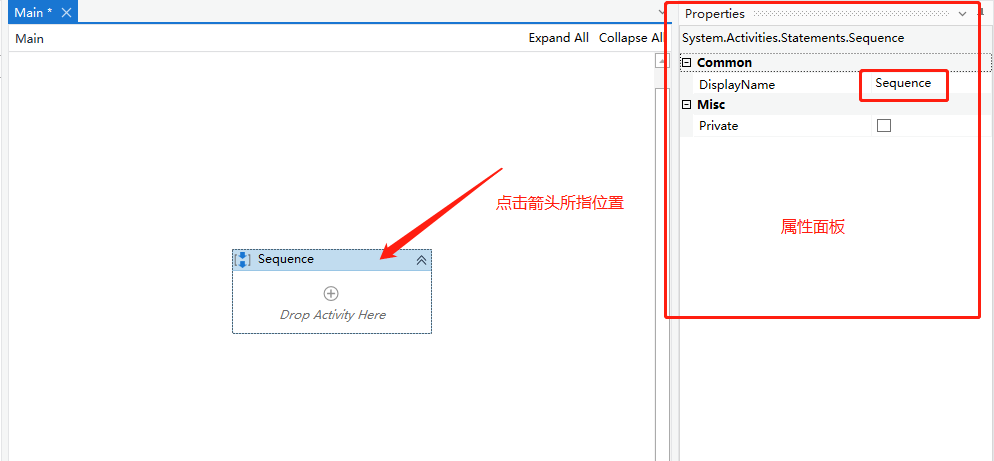 Main *
Main
Expand All Collapse Al
点击箭头所指位置
Sequence
Drop Activity Here
Properties
System.Activities.Statements.Sequence
Common
DisplayName Sequence
Misc
Private
属性面板